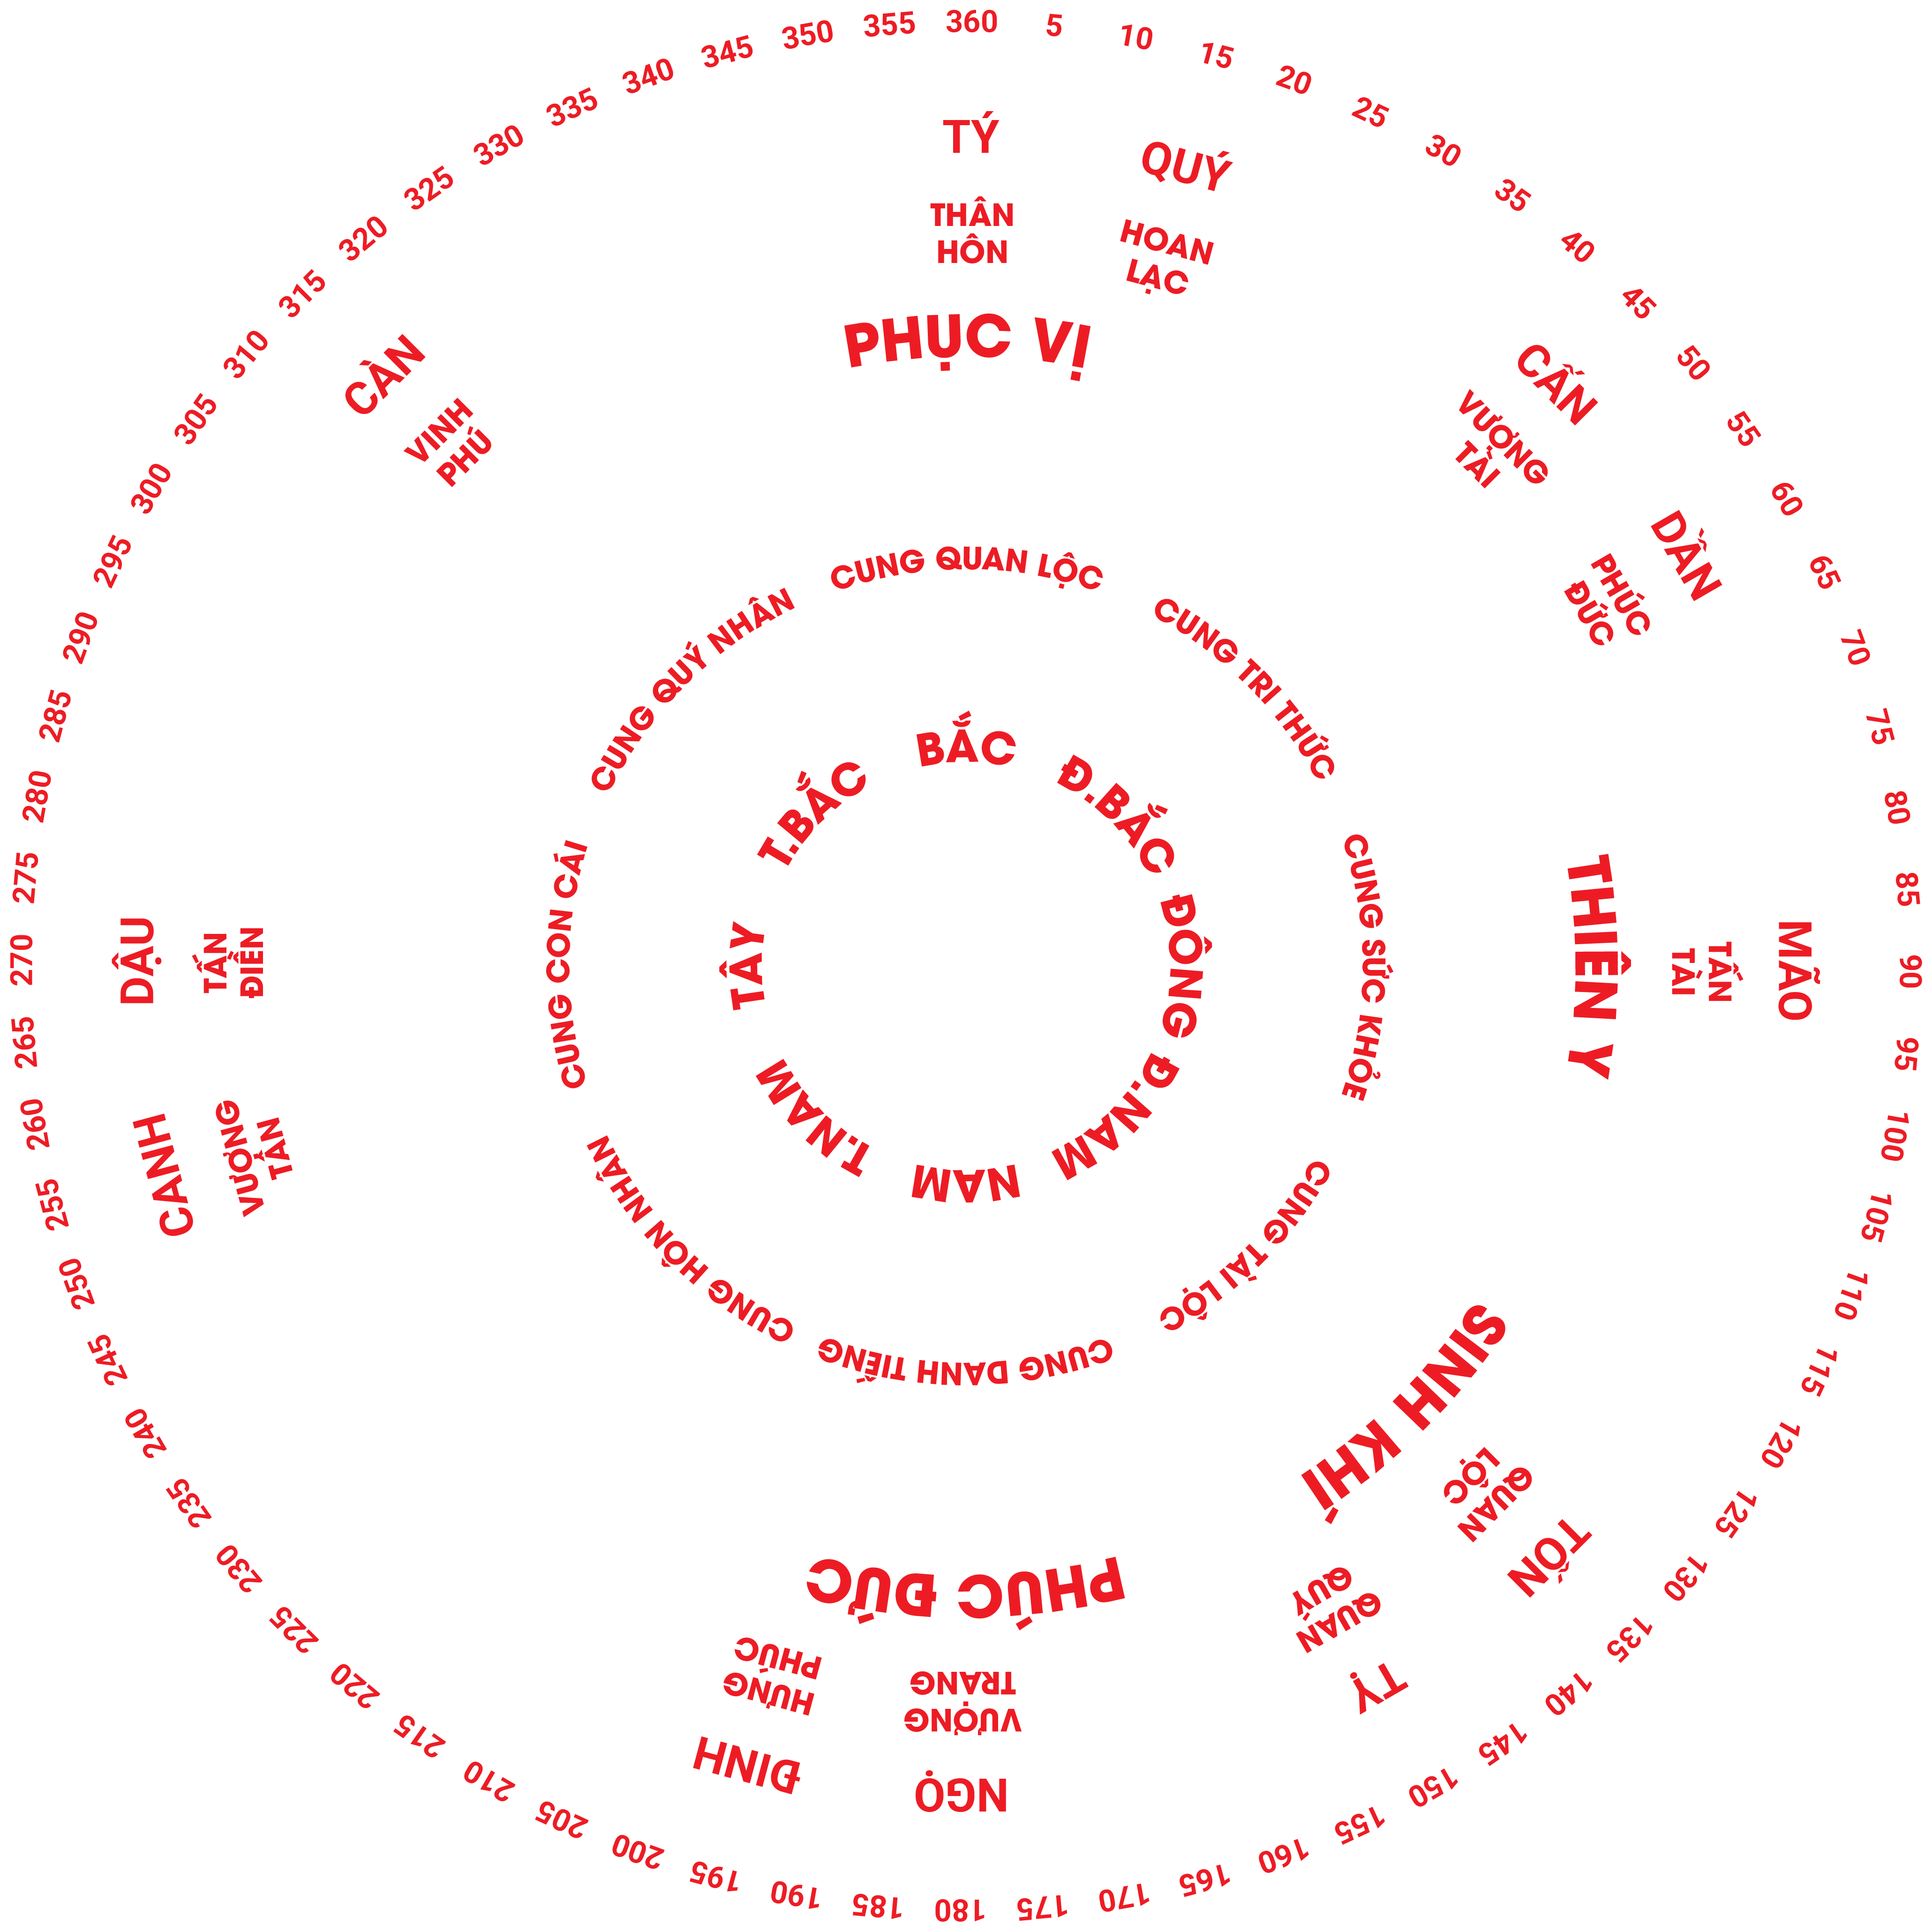 360
5
10
15
20
25
30
35
40
45
50
55
60
65
70
75
80
85
90
95
100
105
110
115
120
125
130
135
140
145
150
155
160
165
170
175
180
185
190
195
200
205
210
215
220
225
230
235
240
245
250
255
260
265
270
275
280
285
290
295
300
305
310
315
320
325
330
335
340
345
350
355
TÝ
THÂN
HÔN
QUÝ
HOAN
LẠC
CẤN
VƯỢNG
TÀI
DẦN
PHÚC
ĐỨC
MÃO
TẤN
TÀI
TỐN
QUAN
LỘC
TỴ
QUAN
QUÝ
NGỌ
VƯỢNG
TRANG
ĐINH
HƯNG
PHÚC
CANH
VƯỢNG
TÀM
DẬU
TẤN
ĐIỀN
CÀN
VINH
PHÚ
PHỤC VỊ
THIÊN Y
SINH KHÍ
PHÚC ĐỨC
CUNG QUAN LỘC
CUNG TRI THỨC
CUNG SỨC KHỎE
CUNG TÀI LỘC
CUNG DANH TIẾNG
CUNG HÔN NHÂM
CUNG CON CÁI
CUNG QUÝ NHÂN
BẮC
Đ.BẮC
ĐÔNG
Đ.NAM
NAM
T.NAM
TÂY
T.BẮC